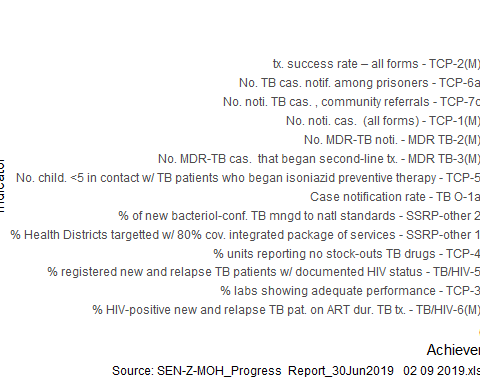 tx. success rate – all forms - TCP-2(M)
No. TB cas. notif. among prisoners - TCP-6a
No. noti. TB cas. , community referrals - TCP-7c
No. noti. cas. (all forms) - TCP-1(M)
No. MDR-TB noti. - MDR TB-2(M)
No. MDR-TB cas. that began second-line tx. - MDR TB-3(M)
No. child. <5 in contact w/ TB patients who began isoniazid preventive therapy - TCP-5
Case notification rate - TB O-1a
% of new bacteriol-conf. TB mngd to natl standards - SSRP-other 2
% Health Districts targetted w/ 80% cov. integrated package of services - SSRP-other 1
% units reporting no stock-outs TB drugs - TCP-4
% registered new and relapse TB patients w/ documented HIV status - TB/HIV-5
% labs showing adequate performance - TCP-3
% HIV-positive new and relapse TB pat. on ART dur. TB tx. - TB/HIV-6(M)
Indicator
Achieve
Source: SEN-Z-MOH_Progress Report_30Jun2019 02 09 2019.xls